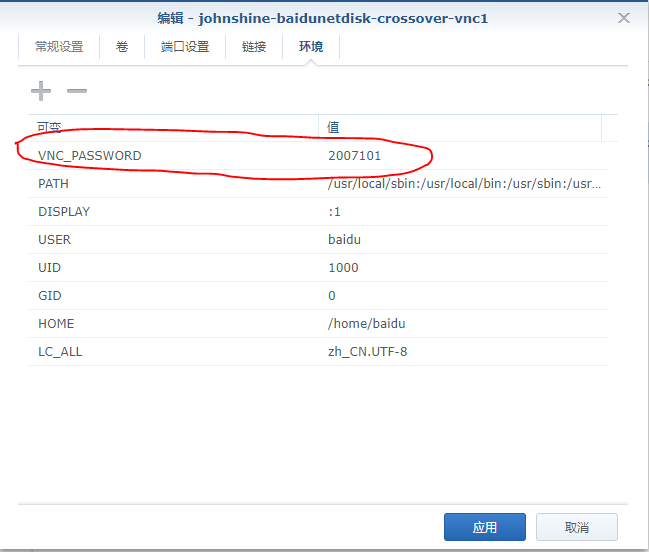 编辑 - johnshine-baidunetdisk-crossover-vnc1
常规设置 卷 端口设置 链接 环境
可变 值
VNC_PASSWORD 2007101
PATH /usr/local/sbin:/usr/local/bin:/usr/sbin:/usr...
DISPLAY :1
USER baidu
UID 1000
GID 0
HOME /home/baidu
LC_ALL zh_CN.UTF-8
应用 取消